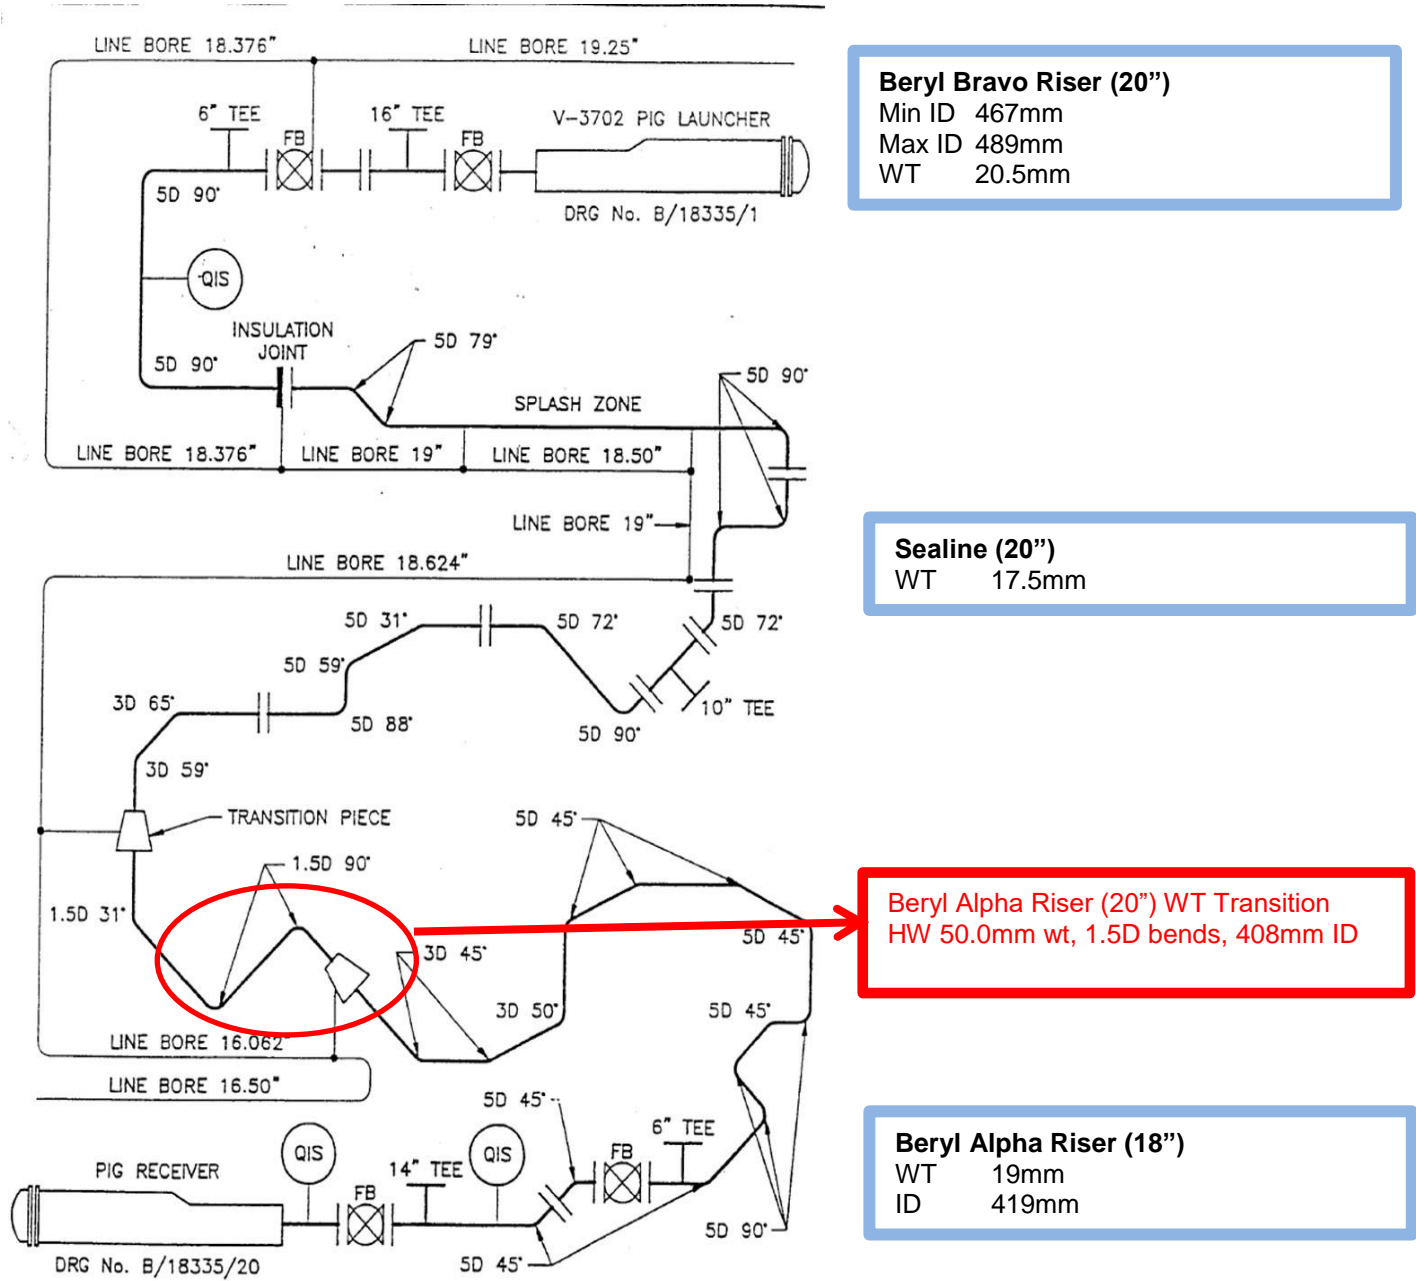 LINE BORE 18.376"
LINE BORE 19.25"
6" TEE
FB
16" TEE
FB
V-3702 PIG LAUNCHER
5D 90°
DRG No. B/18335/1
QIS
INSULATION
JOINT
5D 90°
5D 79°
5D 90°
SPLASH ZONE
LINE BORE 18.376"
LINE BORE 19"
LINE BORE 18.50"
LINE BORE 19"
LINE BORE 18.624"
5D 31°
5D 72°
5D 72°
5D 59°
3D 65°
5D 88°
5D 90°
10" TEE
3D 59°
TRANSITION PIECE
5D 45°
1.5D 90°
1.5D 31°
3D 45°
5D 45°
3D 50°
5D 45°
LINE BORE 16.062"
LINE BORE 16.50"
5D 45°
6" TEE
FB
QIS
QIS
PIG RECEIVER
14" TEE
FB
5D 90°
5D 45°
DRG No. B/18335/20
Beryl Bravo Riser (20”)
Min ID 467mm
Max ID 489mm
WT 20.5mm
Sealine (20”)
WT 17.5mm
Beryl Alpha Riser (20”) WT Transition
HW 50.0mm wt, 1.5D bends, 408mm ID
Beryl Alpha Riser (18”)
WT 19mm
ID 419mm